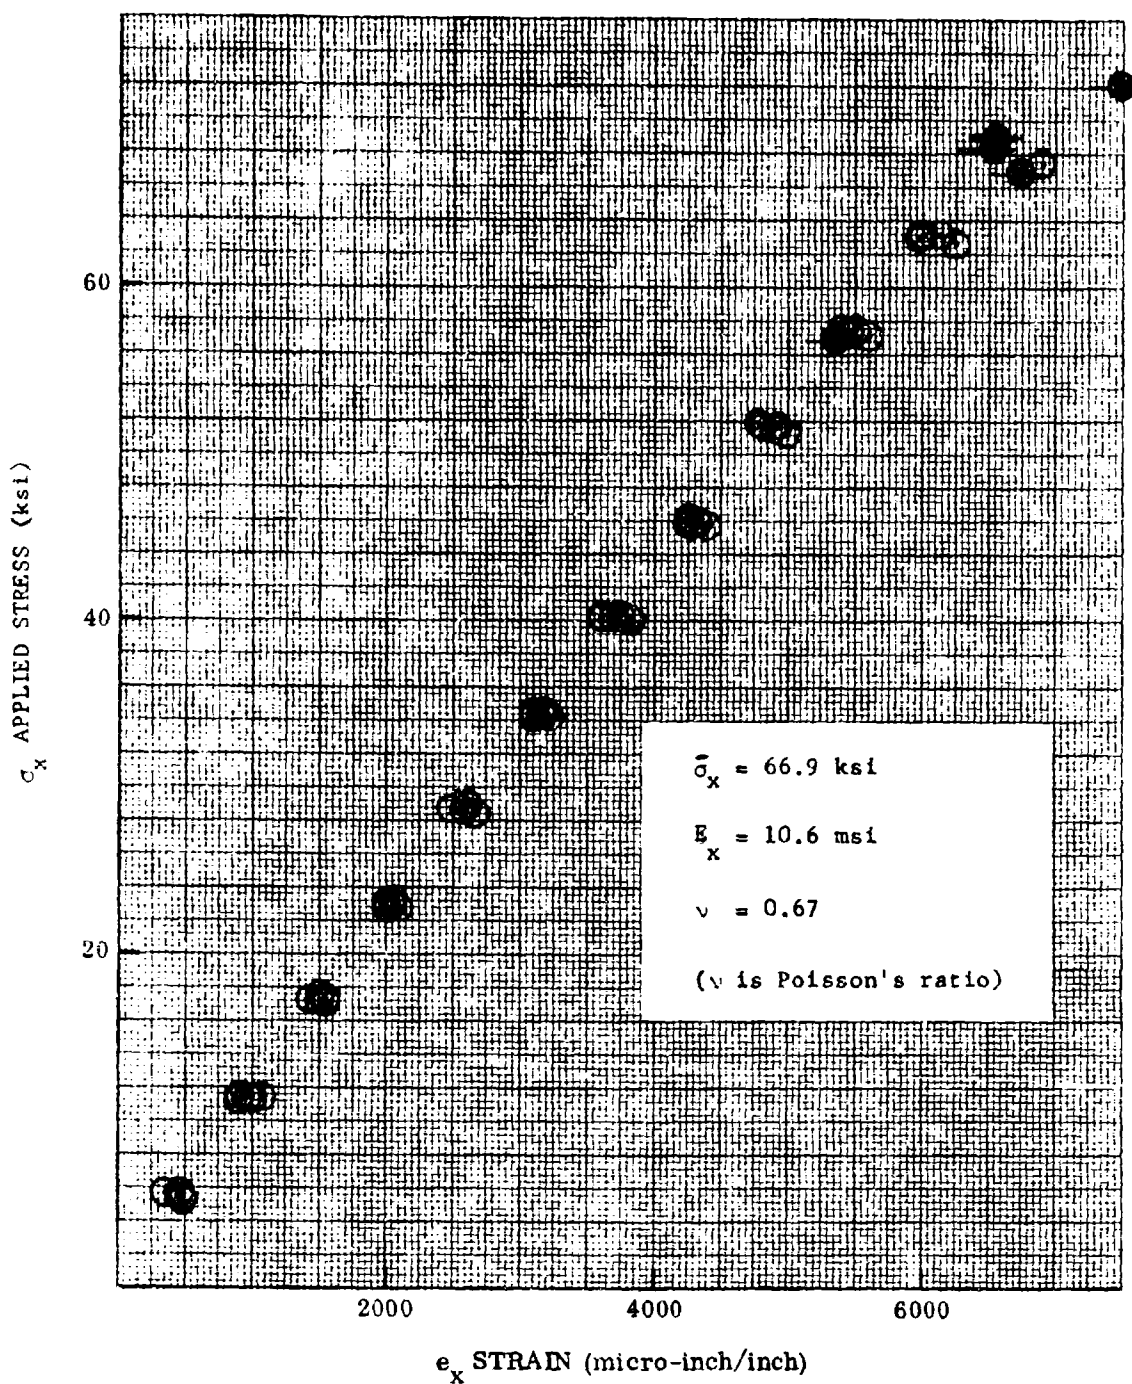 60
40
20
σx APPLIED STRESS (ksi)
σ̄x = 66.9 ksi
Ex = 10.6 msi
ν = 0.67
(ν is Poisson's ratio)
2000 4000 6000
ex STRAIN (micro-inch/inch)